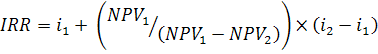 IRR = i₁ + (NPV₁/(NPV₁ − NPV₂)) × (i₂ − i₁)